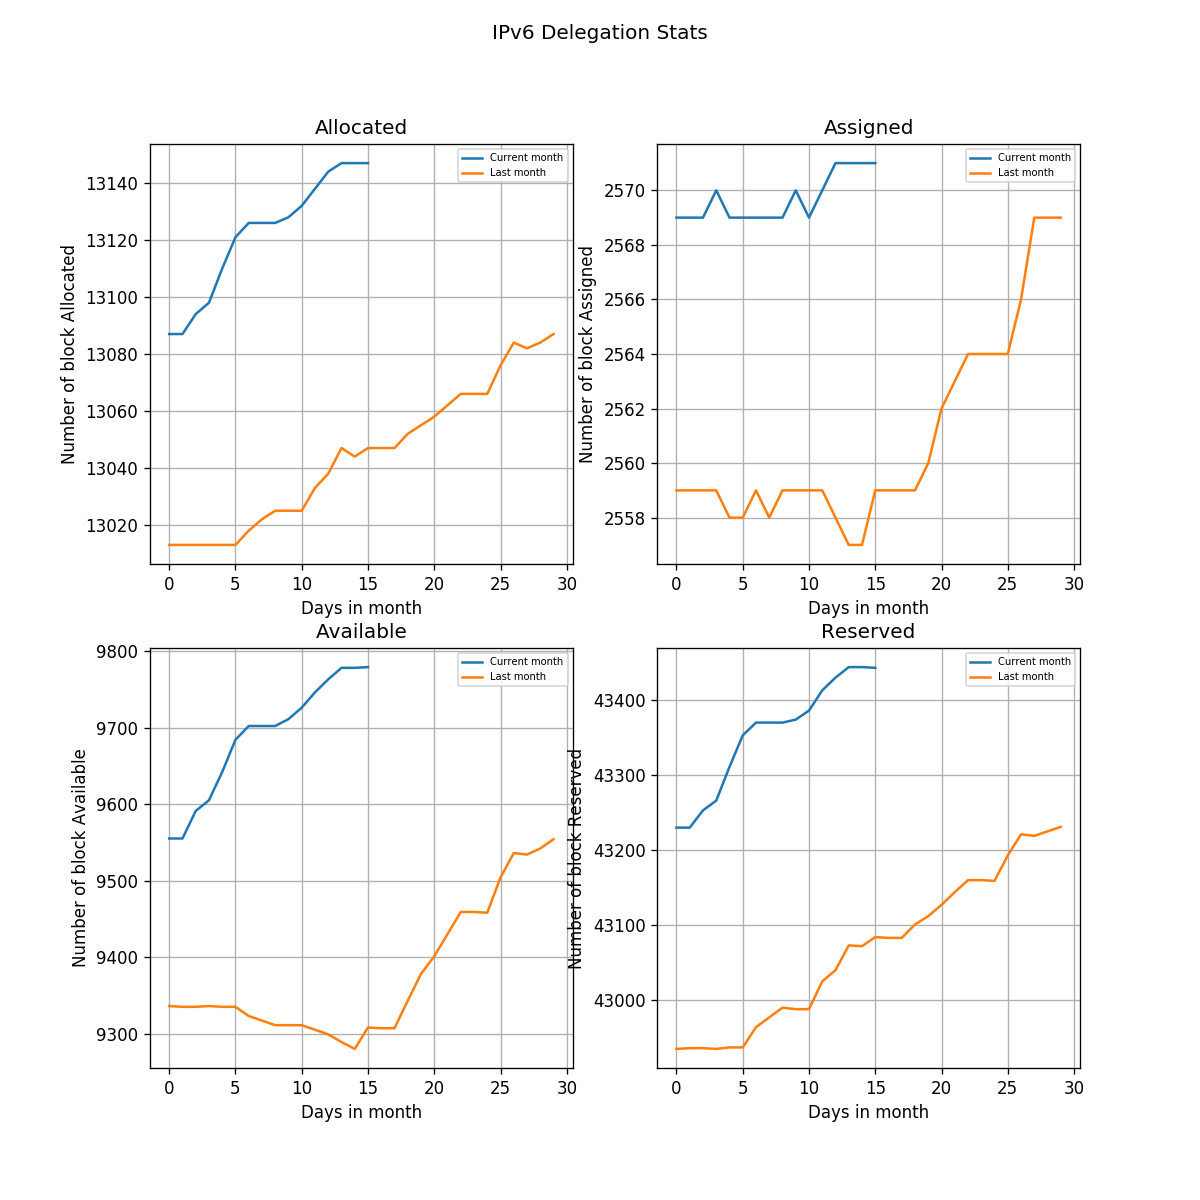 IPv6 Delegation Stats
Allocated
Number of block Allocated
13140
13120
13100
13080
13060
13040
13020
Current month
Last month
0 5 10 15 20 25 30
Days in month
Assigned
Number of block Assigned
2570
2568
2566
2564
2562
2560
2558
Current month
Last month
0 5 10 15 20 25 30
Days in month
Available
Number of block Available
9800
9700
9600
9500
9400
9300
Current month
Last month
0 5 10 15 20 25 30
Days in month
Reserved
Number of block Reserved
43400
43300
43200
43100
43000
Current month
Last month
0 5 10 15 20 25 30
Days in month